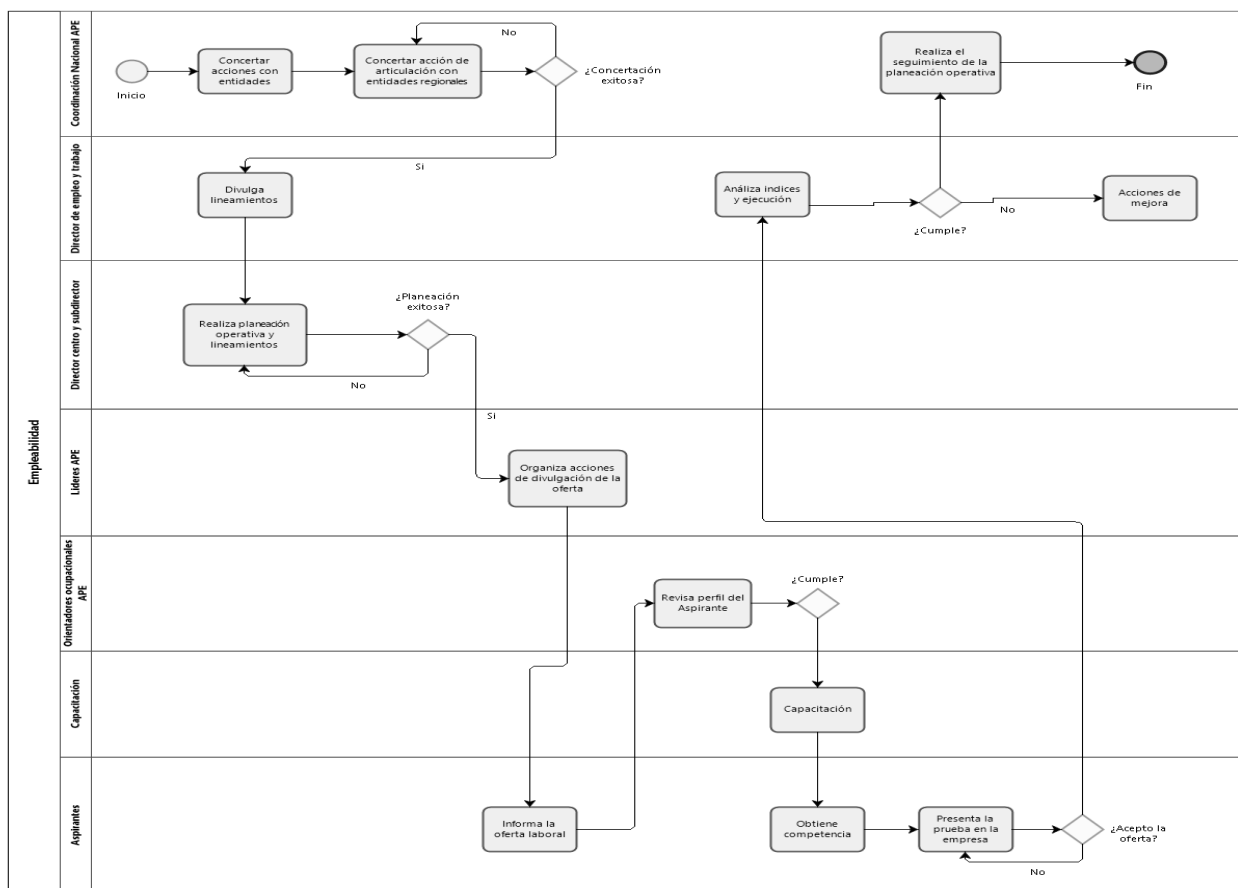 Empleabilidad
Coordinación Nacional APE
Inicio
Concertar
acciones con
entidades
Concertar acción de
articulación con
entidades regionales
No
¿Concertación
exitosa?
Si
Realiza el
seguimiento de la
planeación operativa
Fin
Director de empleo y trabajo
Divulga
lineamientos
Análiza indices
y ejecución
¿Cumple?
No
Acciones de
mejora
Director centro y subdirector
Realiza planeación
operativa y
lineamientos
¿Planeación
exitosa?
No
Si
Lideres APE
Organiza acciones
de divulgación de la
oferta
Orientadores ocupacionales
APE
Revisa perfil del
Aspirante
¿Cumple?
Capacitación
Capacitación
Aspirantes
Informa la
oferta laboral
Obtiene
competencia
Presenta la
prueba en la
empresa
¿Acepto la
oferta?
No